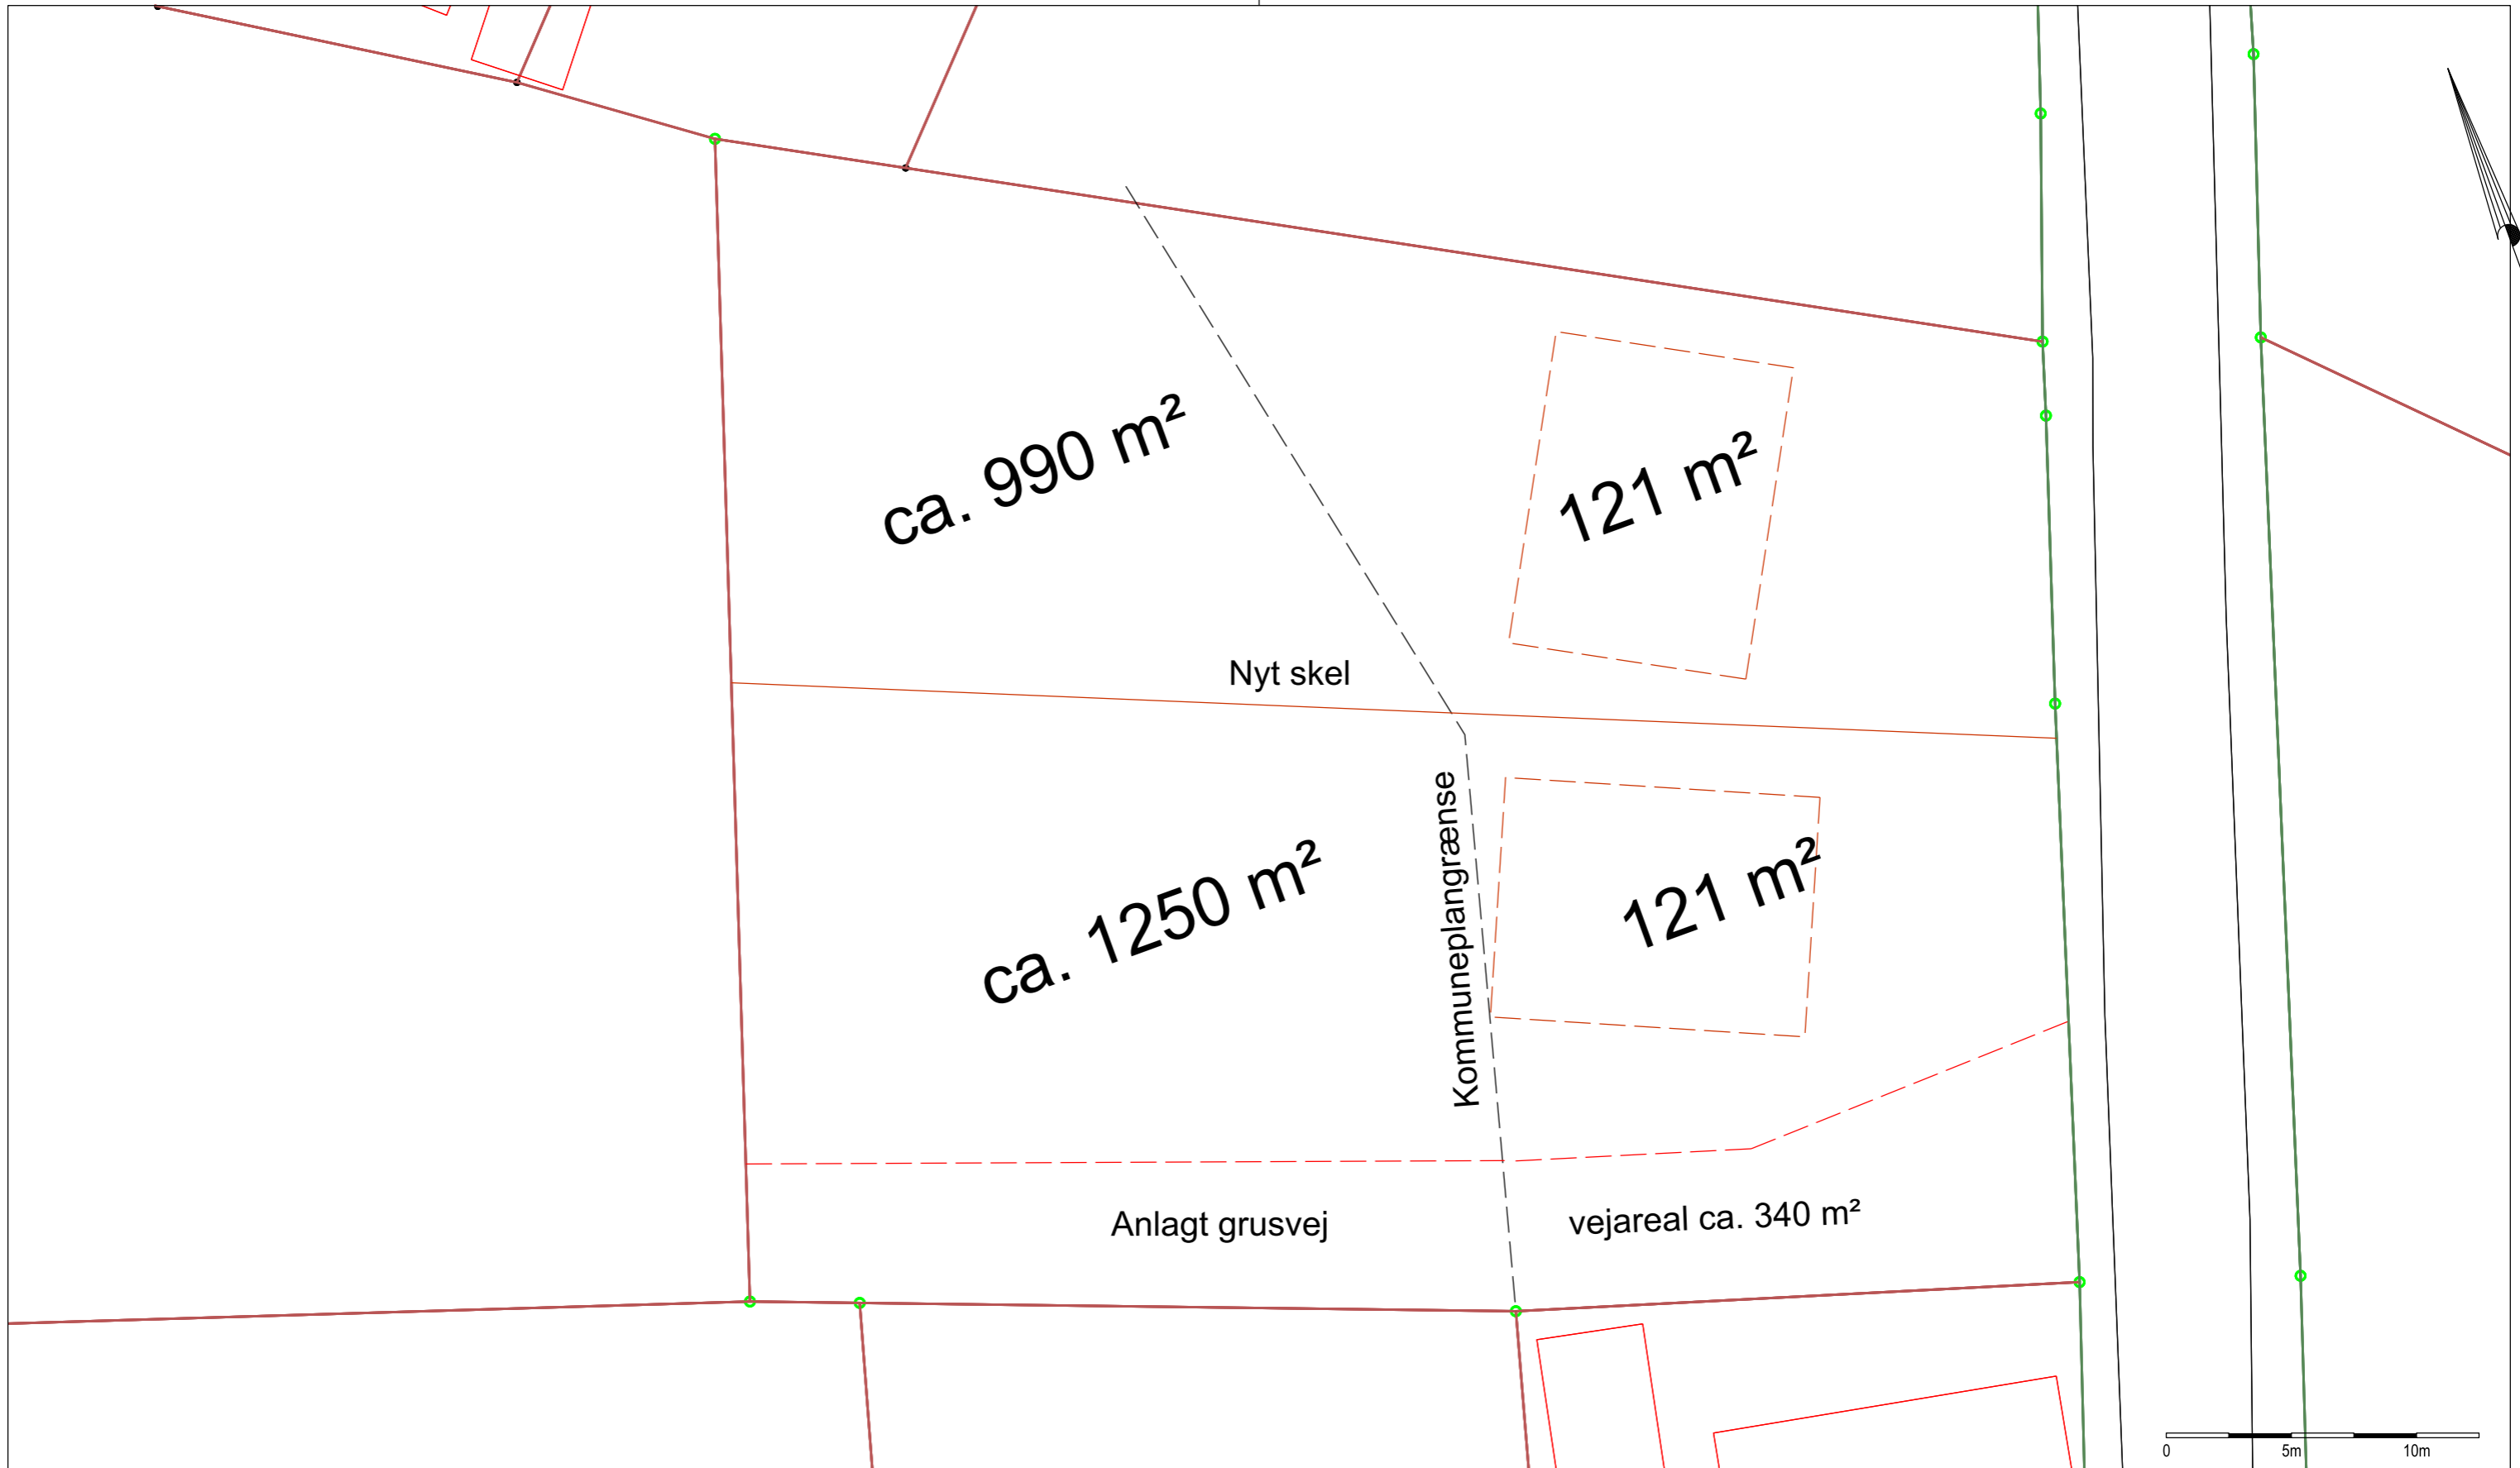 ca. 990 m²
121 m²
Nyt skel
Kommuneplangrænse
ca. 1250 m²
121 m²
Anlagt grusvej
vejareal ca. 340 m²
0 5m 10m